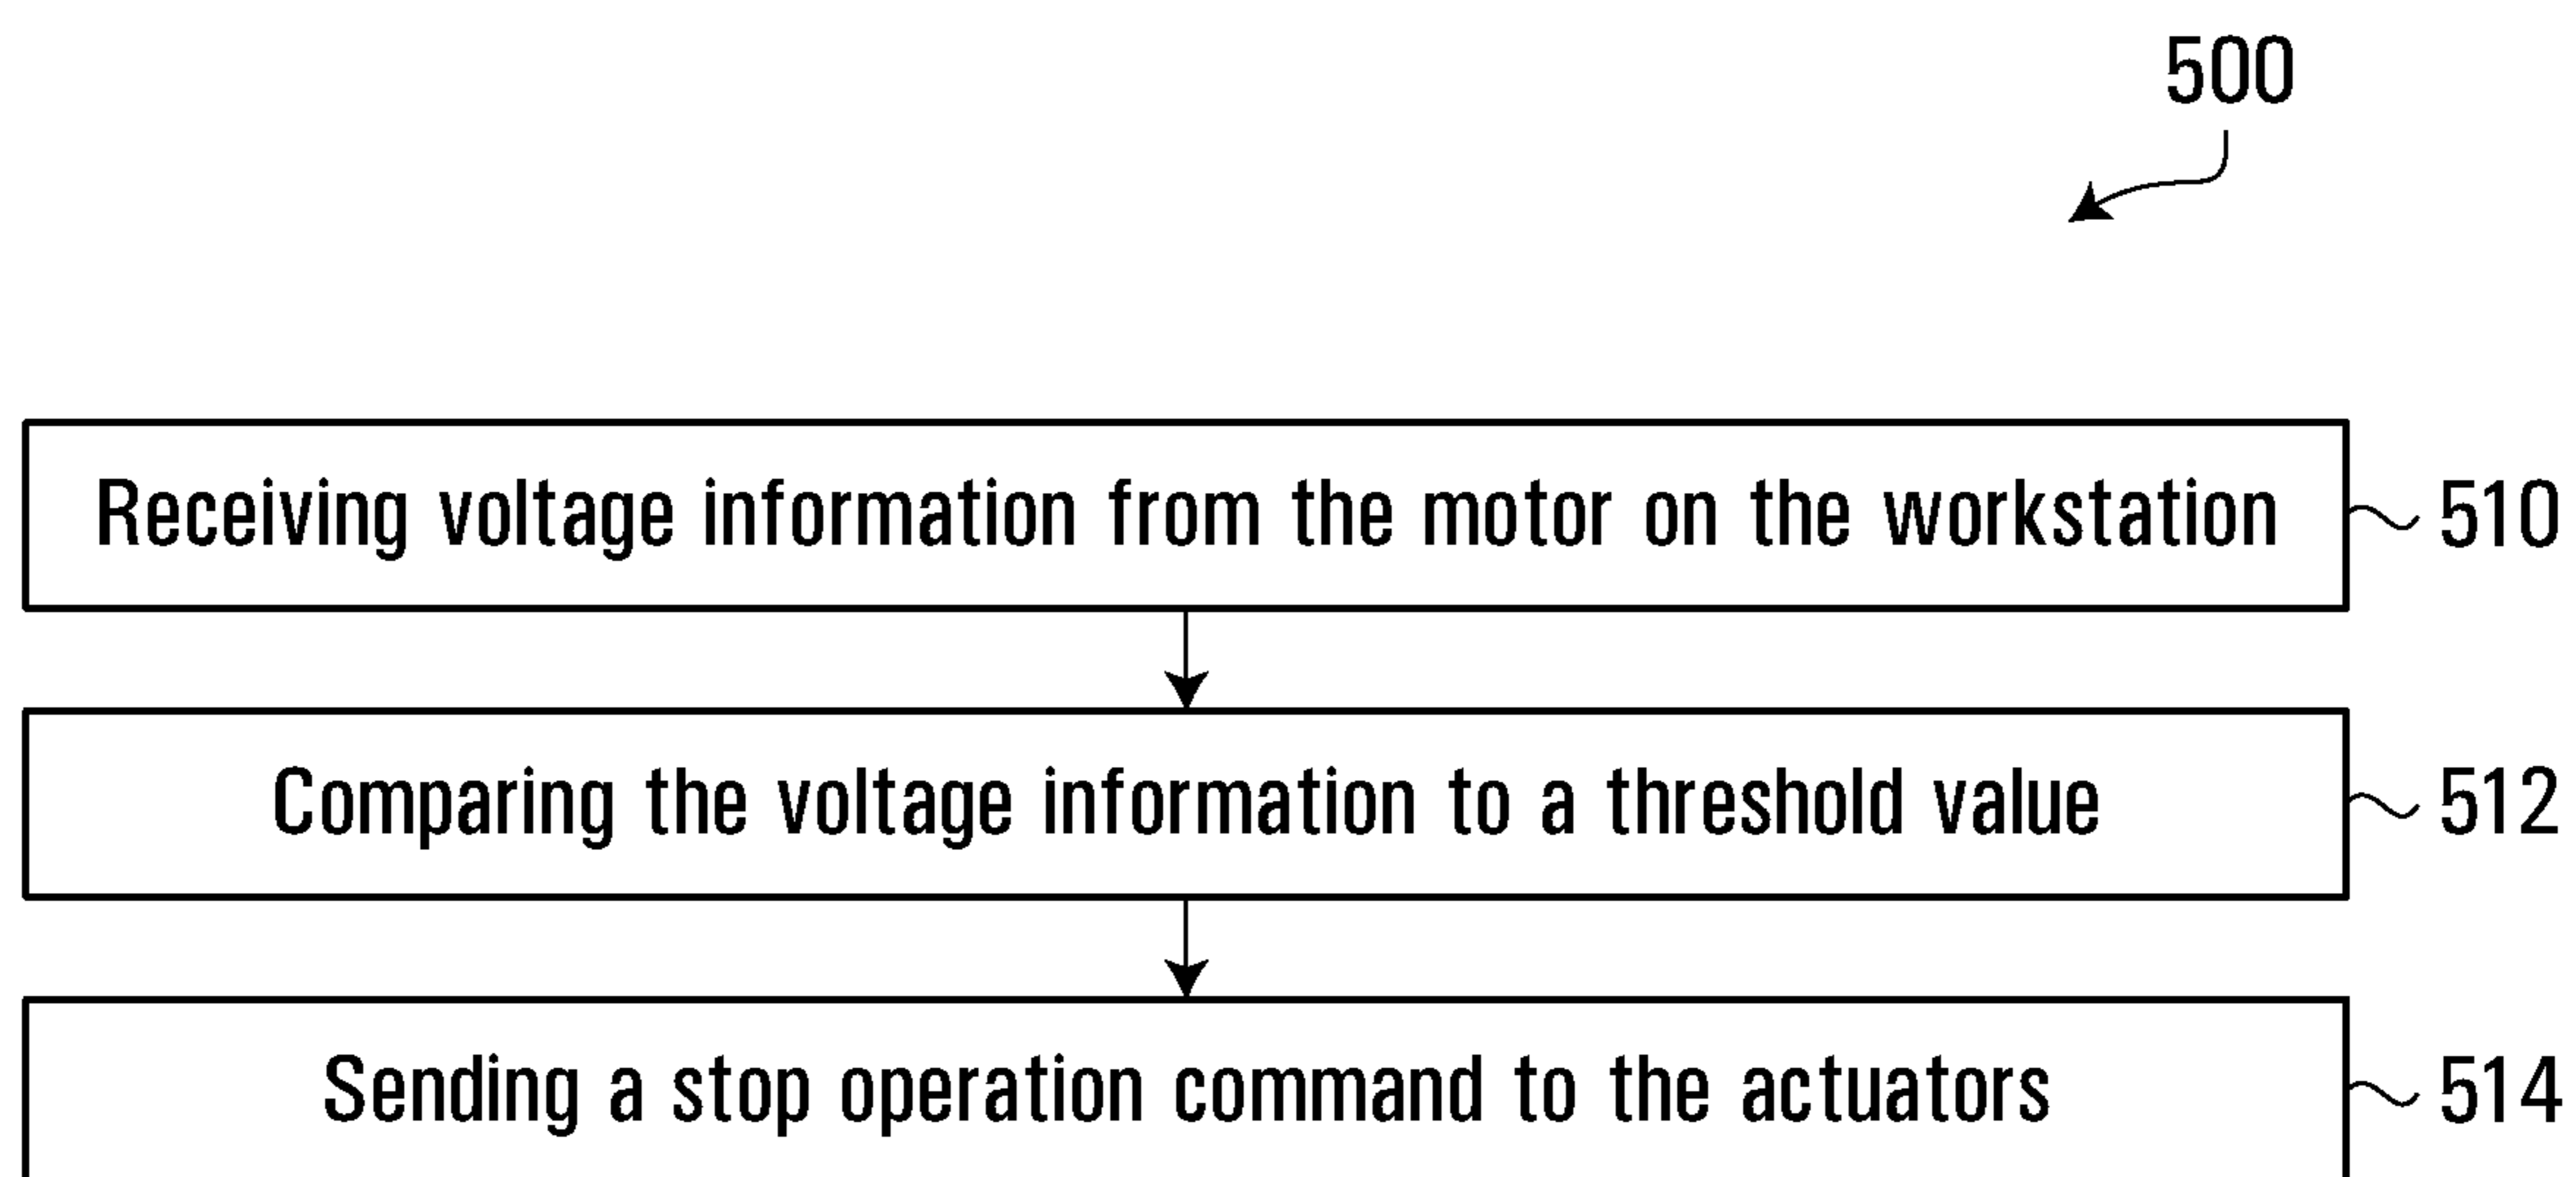 500
Receiving voltage information from the motor on the workstation
510
Comparing the voltage information to a threshold value
512
Sending a stop operation command to the actuators
514